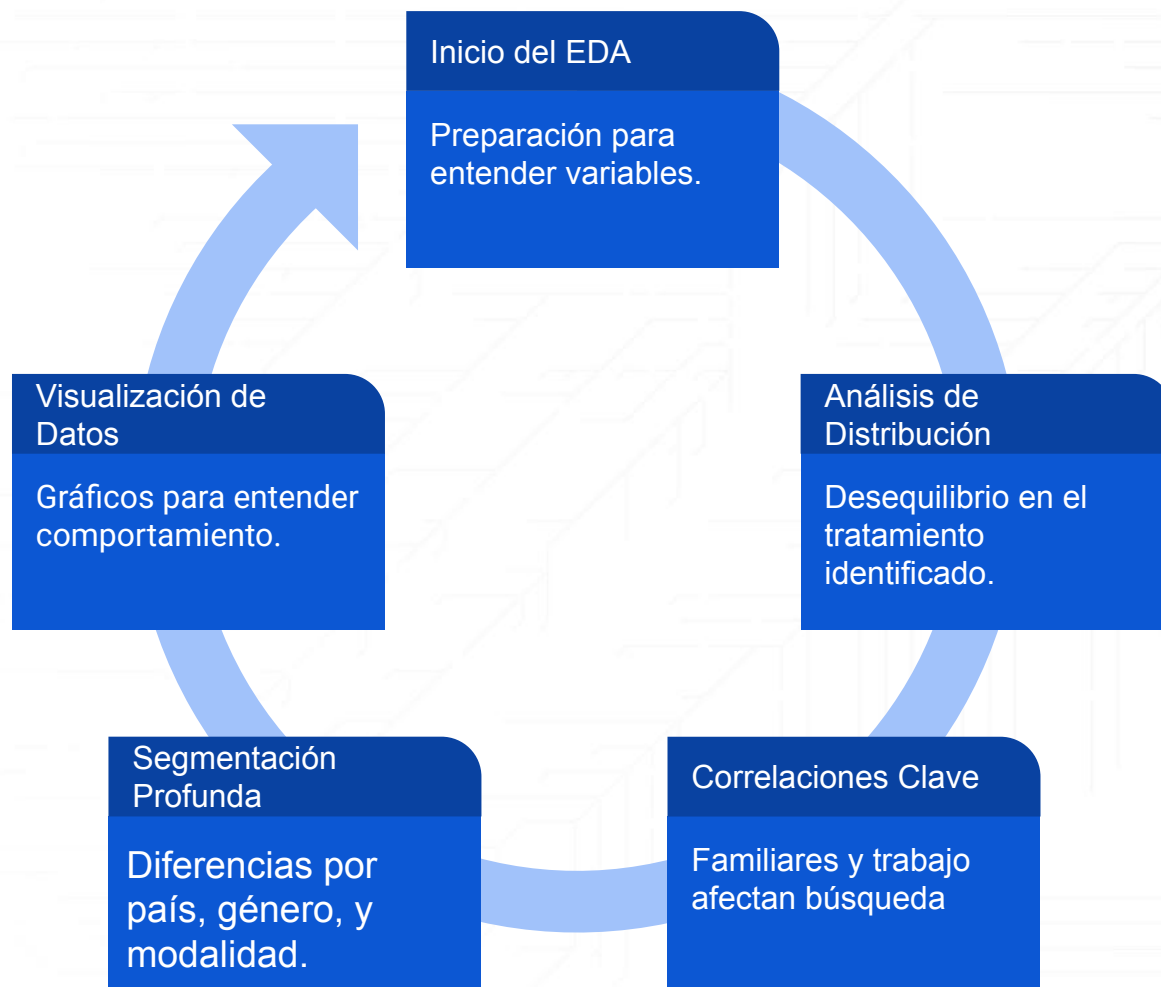 Inicio del EDA
Preparación para
entender variables.
Análisis de
Distribución
Desequilibrio en el
tratamiento
identificado.
Correlaciones Clave
Familiares y trabajo
afectan búsqueda
Segmentación
Profunda
Diferencias por
país, género, y
modalidad.
Visualización de
Datos
Gráficos para entender
comportamiento.